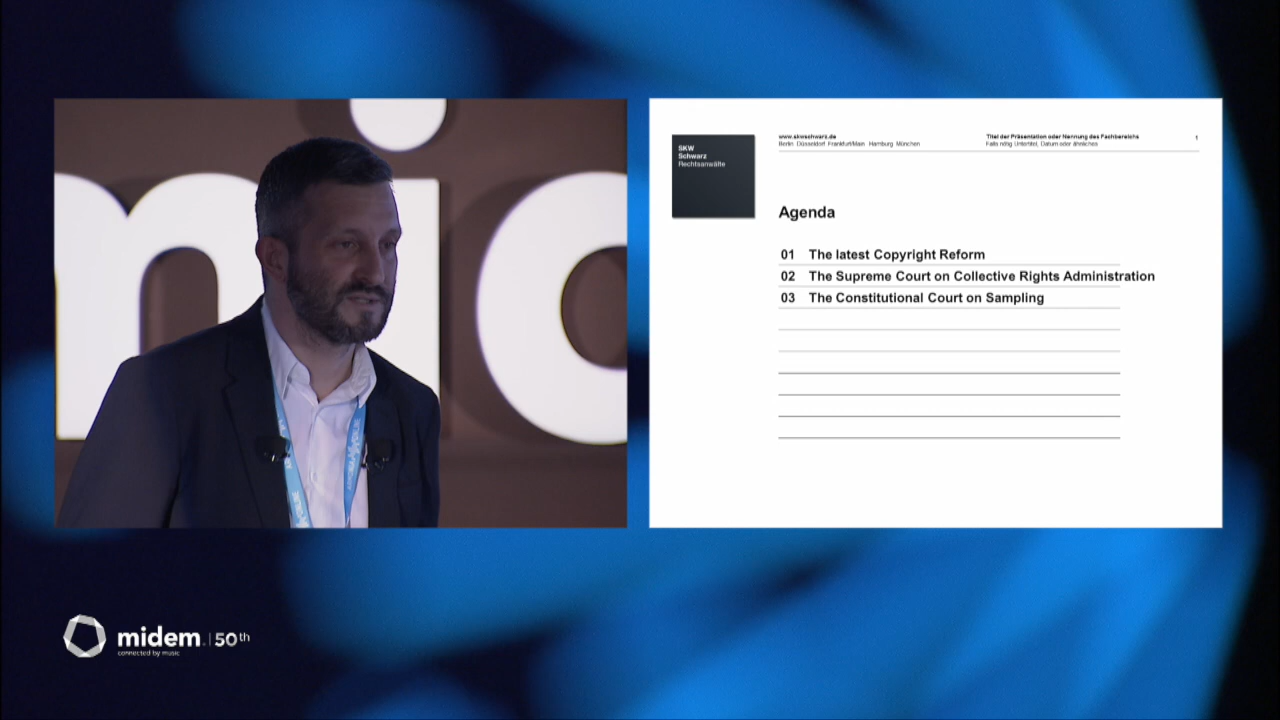 mic
SKW
Schwarz
Rechtsanwälte
www.skwschwarz.de
Berlin Düsseldorf Frankfurt/Main Hamburg München
Titel der Präsentation oder Nennung des Fachbereichs
Falls nötig Untertitel, Datum oder ähnliches
1
Agenda
01 The latest Copyright Reform
02 The Supreme Court on Collective Rights Administration
03 The Constitutional Court on Sampling
midem. | 50th
connected by music